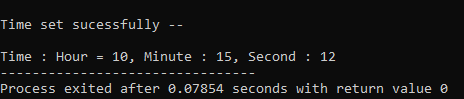 Time set sucessfully --
Time : Hour = 10, Minute : 15, Second : 12
--------------------------------
Process exited after 0.07854 seconds with return value 0